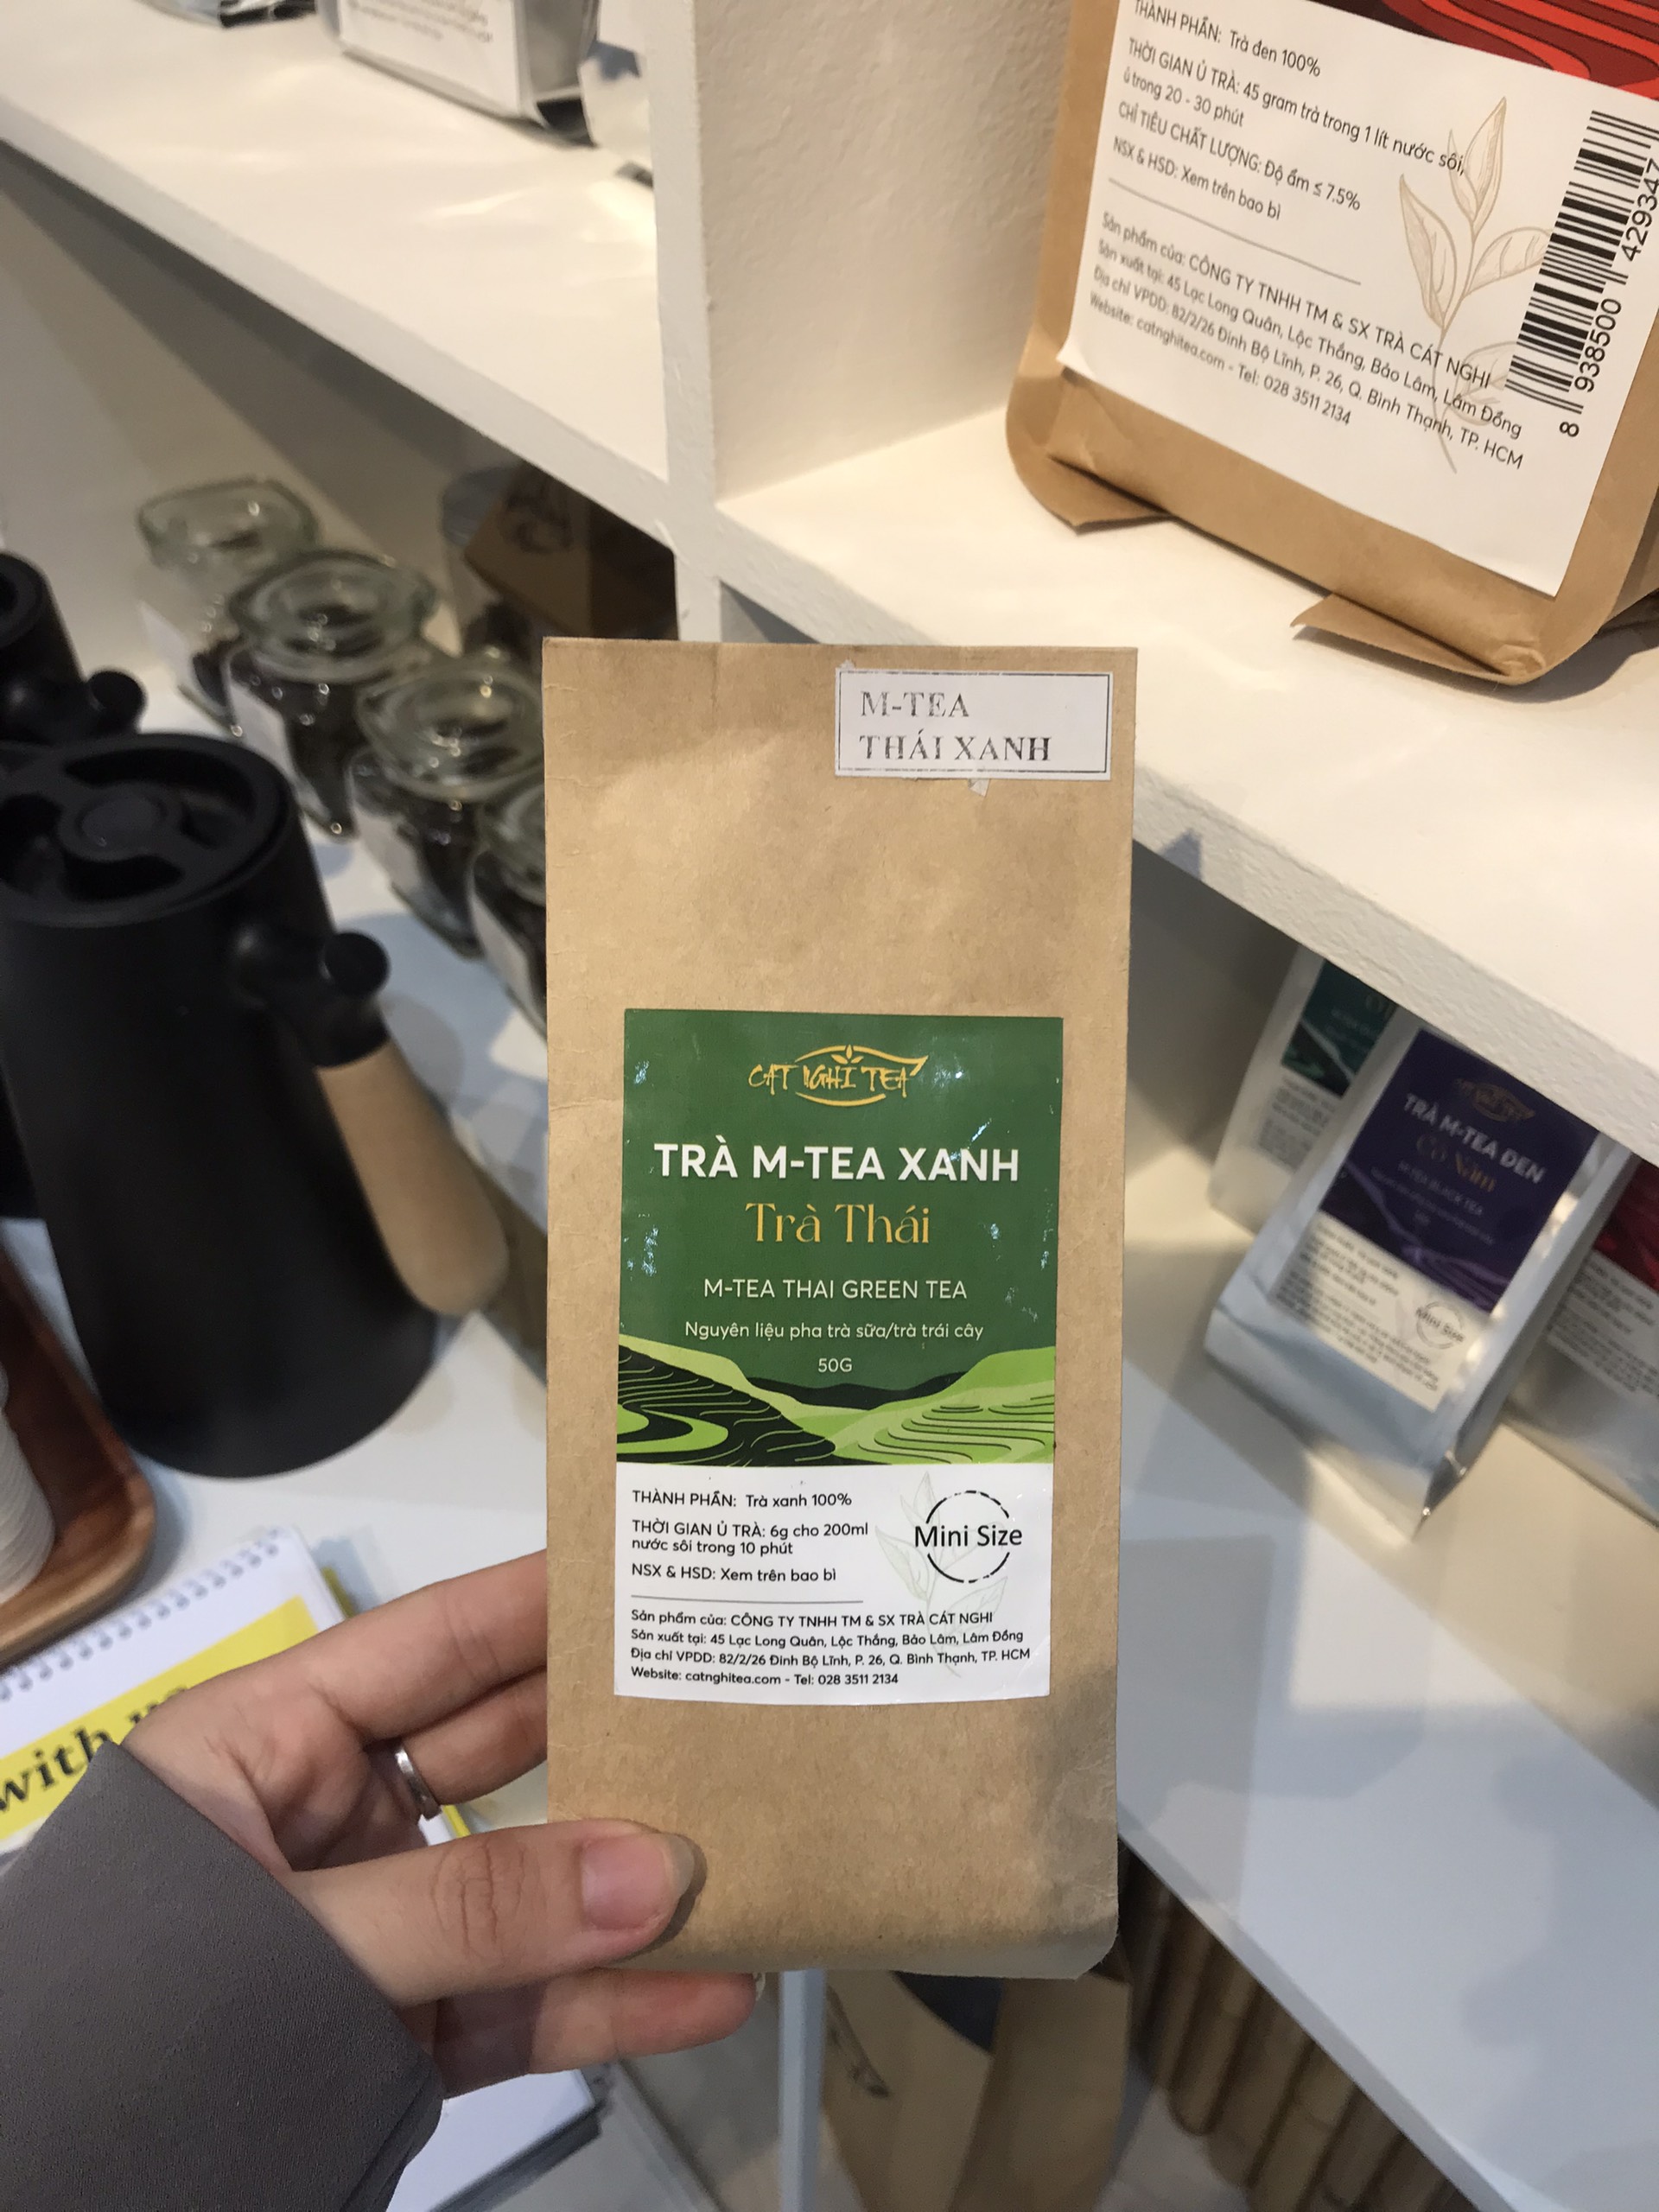 THÀNH PHẦN: Trà đen 100%
THỜI GIAN Ủ TRÀ: 45 gram trà trong 1 lít nước sôi,
ủ trong 20 - 30 phút
CHỈ TIÊU CHẤT LƯỢNG: Độ ẩm ≤ 7.5%
NSX & HSD: Xem trên bao bì
Sản phẩm của: CÔNG TY TNHH TM & SX TRÀ CÁT NGHI
Sản xuất tại: 45 Lạc Long Quân, Lộc Thắng, Bảo Lâm, Lâm Đồng
Địa chỉ VPDD: 82/2/26 Đinh Bộ Lĩnh, P. 26, Q. Bình Thạnh, TP. HCM
Website: catnghitea.com - Tel: 028 3511 2134
8 938500 429347
M-TEA
THÁI XANH
CAT NGHI TEA
TRÀ M-TEA XANH
Trà Thái
M-TEA THAI GREEN TEA
Nguyên liệu pha trà sữa/trà trái cây
50G
THÀNH PHẦN: Trà xanh 100%
THỜI GIAN Ủ TRÀ: 6g cho 200ml
nước sôi trong 10 phút
NSX & HSD: Xem trên bao bì
Mini Size
Sản phẩm của: CÔNG TY TNHH TM & SX TRÀ CÁT NGHI
Sản xuất tại: 45 Lạc Long Quân, Lộc Thắng, Bảo Lâm, Lâm Đồng
Địa chỉ VPDD: 82/2/26 Đinh Bộ Lĩnh, P. 26, Q. Bình Thạnh, TP. HCM
Website: catnghitea.com - Tel: 028 3511 2134
TRÀ M-TEA ĐEN
M-TEA BLACK TEA
Mini Size
with